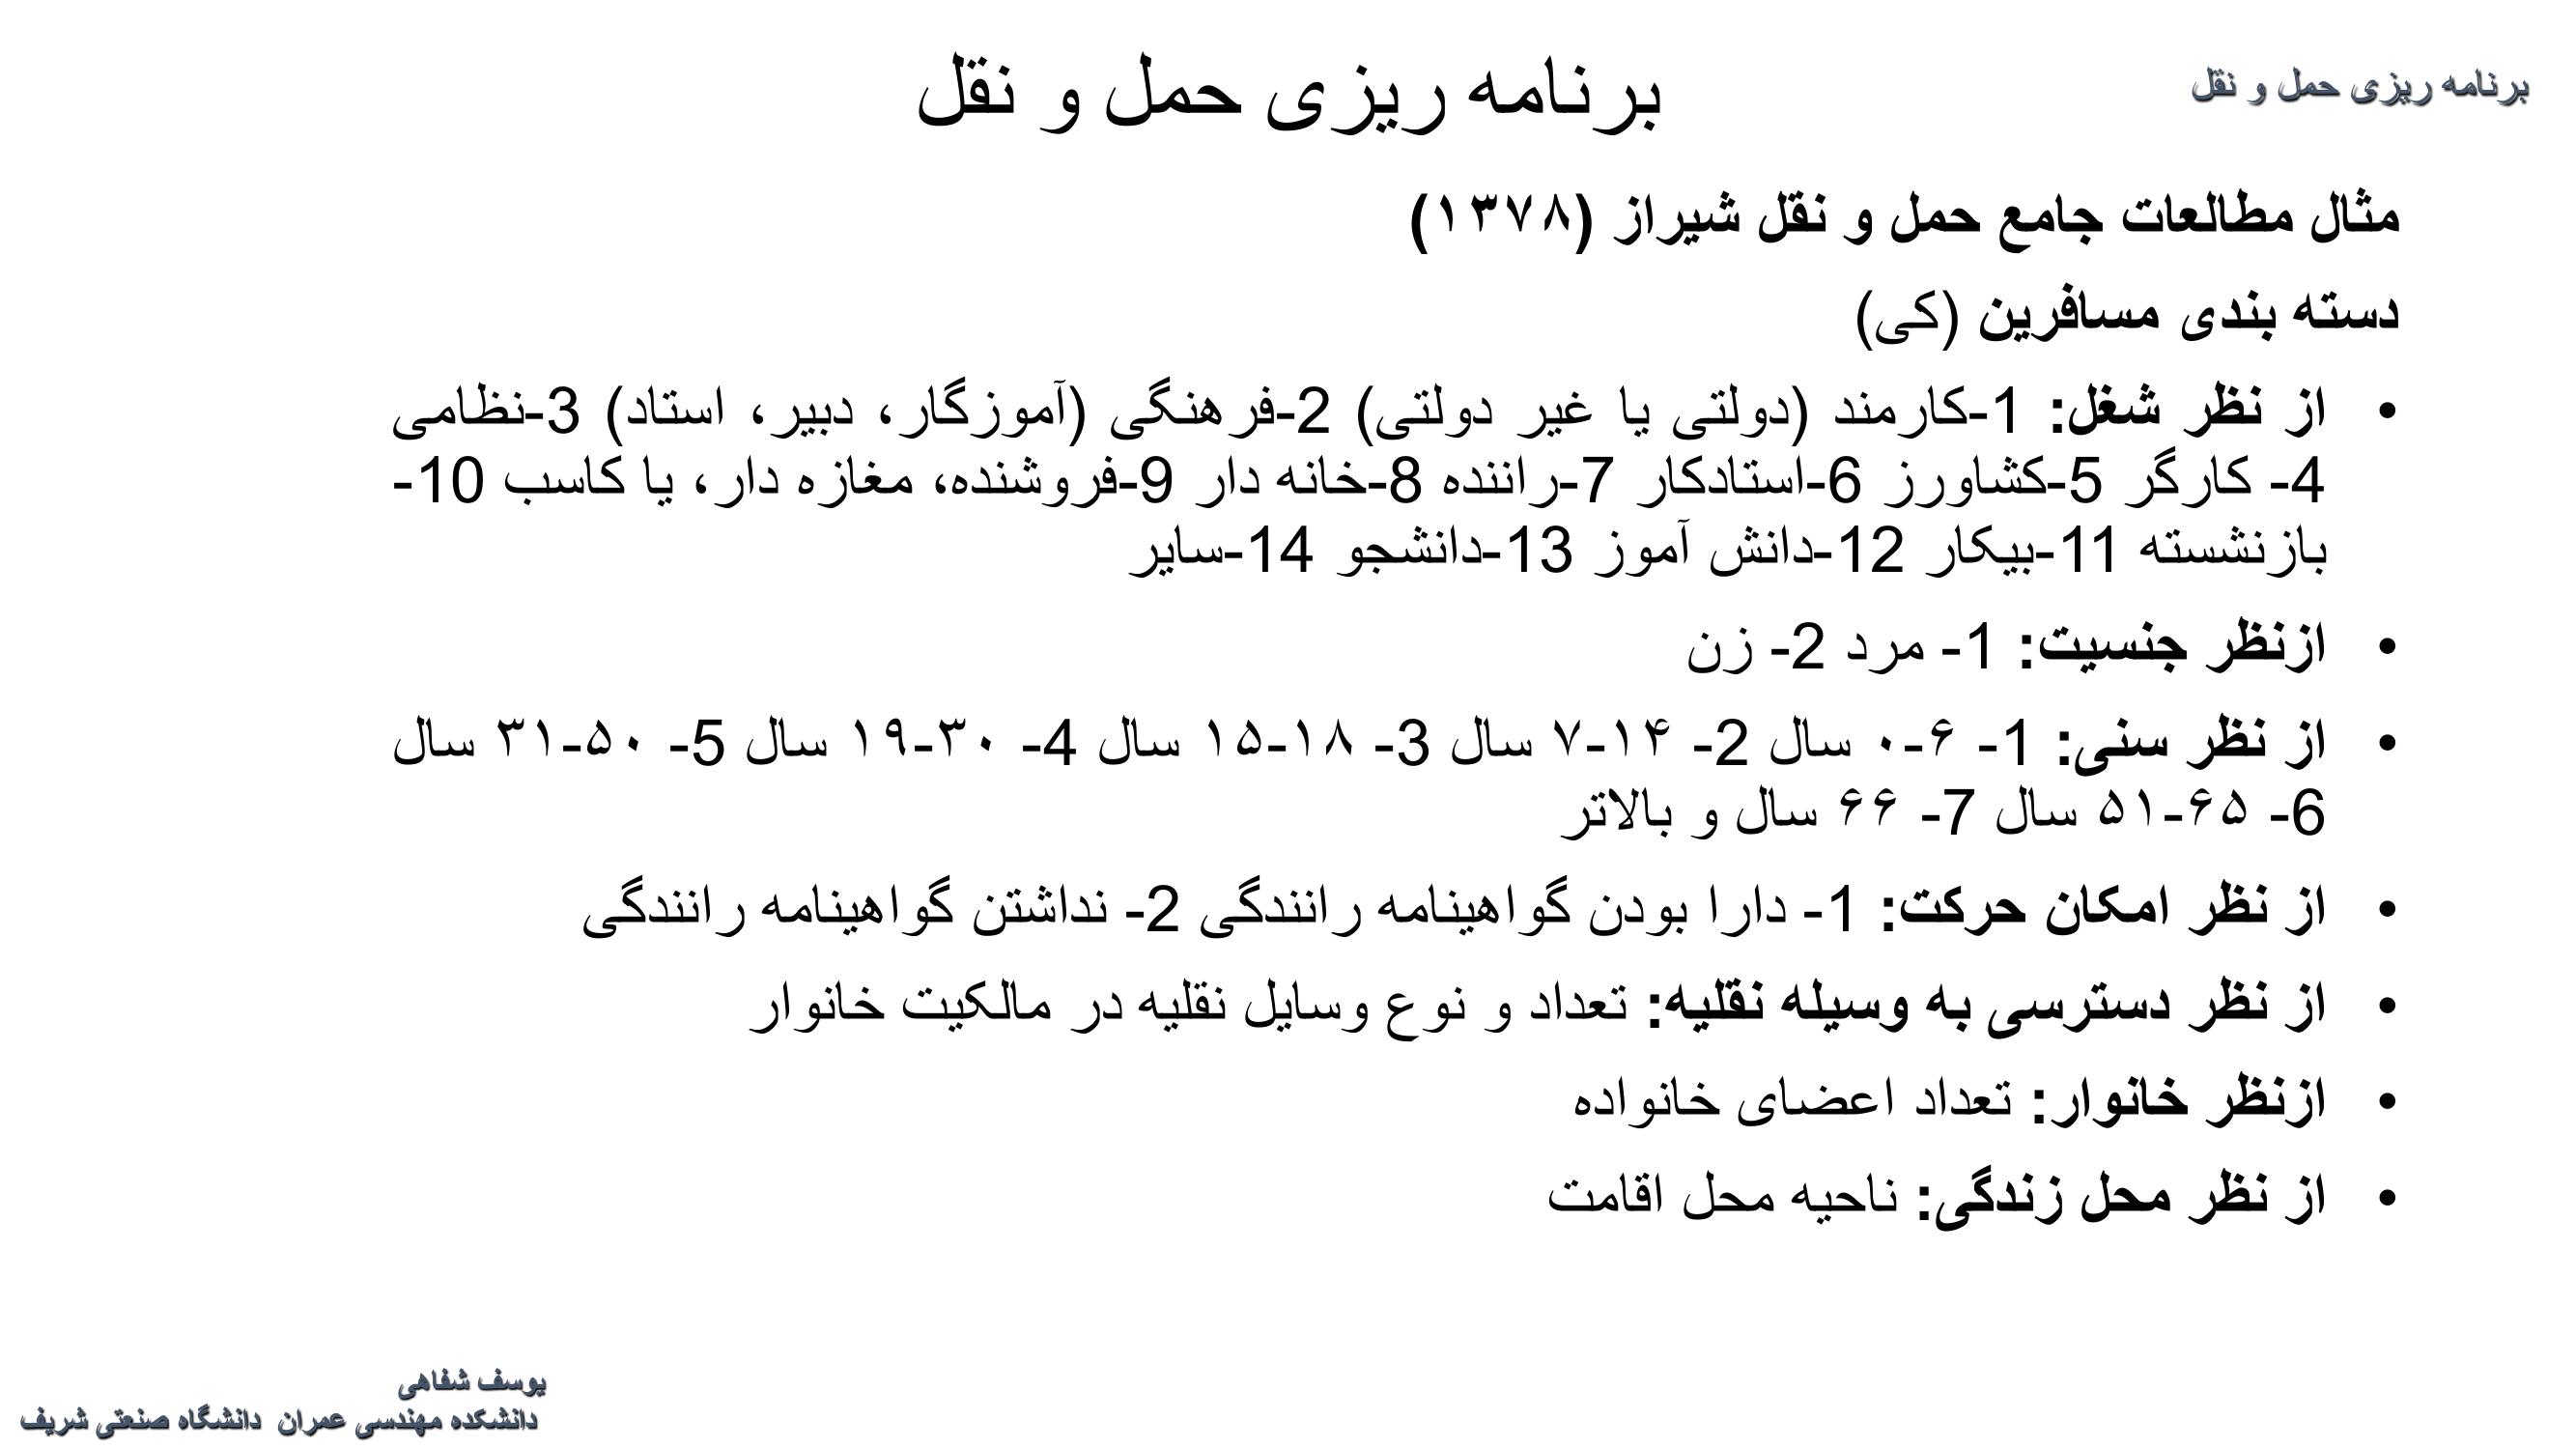 برنامه ریزی حمل و نقل
برنامه ریزی حمل و نقل
مثال مطالعات جامع حمل و نقل شیراز (۱۳۷۸)
دسته بندی مسافرین (کی)
• از نظر شغل: 1-کارمند (دولتی یا غیر دولتی) 2-فرهنگی (آموزگار، دبیر، استاد) 3-نظامی
4- کارگر 5-کشاورز 6-استادکار 7-راننده 8-خانه دار 9-فروشنده، مغازه دار، یا کاسب 10-
بازنشسته 11-بیکار 12-دانش آموز 13-دانشجو 14-سایر
• ازنظر جنسیت: 1- مرد 2- زن
• از نظر سنی: 1- ۶-۰ سال 2- ۱۴-۷ سال 3- ۱۸-۱۵ سال 4- ۳۰-۱۹ سال 5- ۵۰-۳۱ سال
6- ۶۵-۵۱ سال 7- ۶۶ سال و بالاتر
• از نظر امکان حرکت: 1- دارا بودن گواهینامه رانندگی 2- نداشتن گواهینامه رانندگی
• از نظر دسترسی به وسیله نقلیه: تعداد و نوع وسایل نقلیه در مالکیت خانوار
• ازنظر خانوار: تعداد اعضای خانواده
• از نظر محل زندگی: ناحیه محل اقامت
یوسف شفاهی
دانشکده مهندسی عمران دانشگاه صنعتی شریف